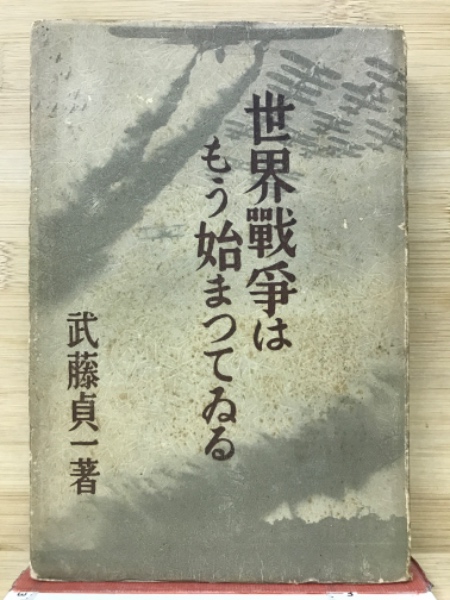 世界戰爭は
もう始まつてゐる
武藤貞一著